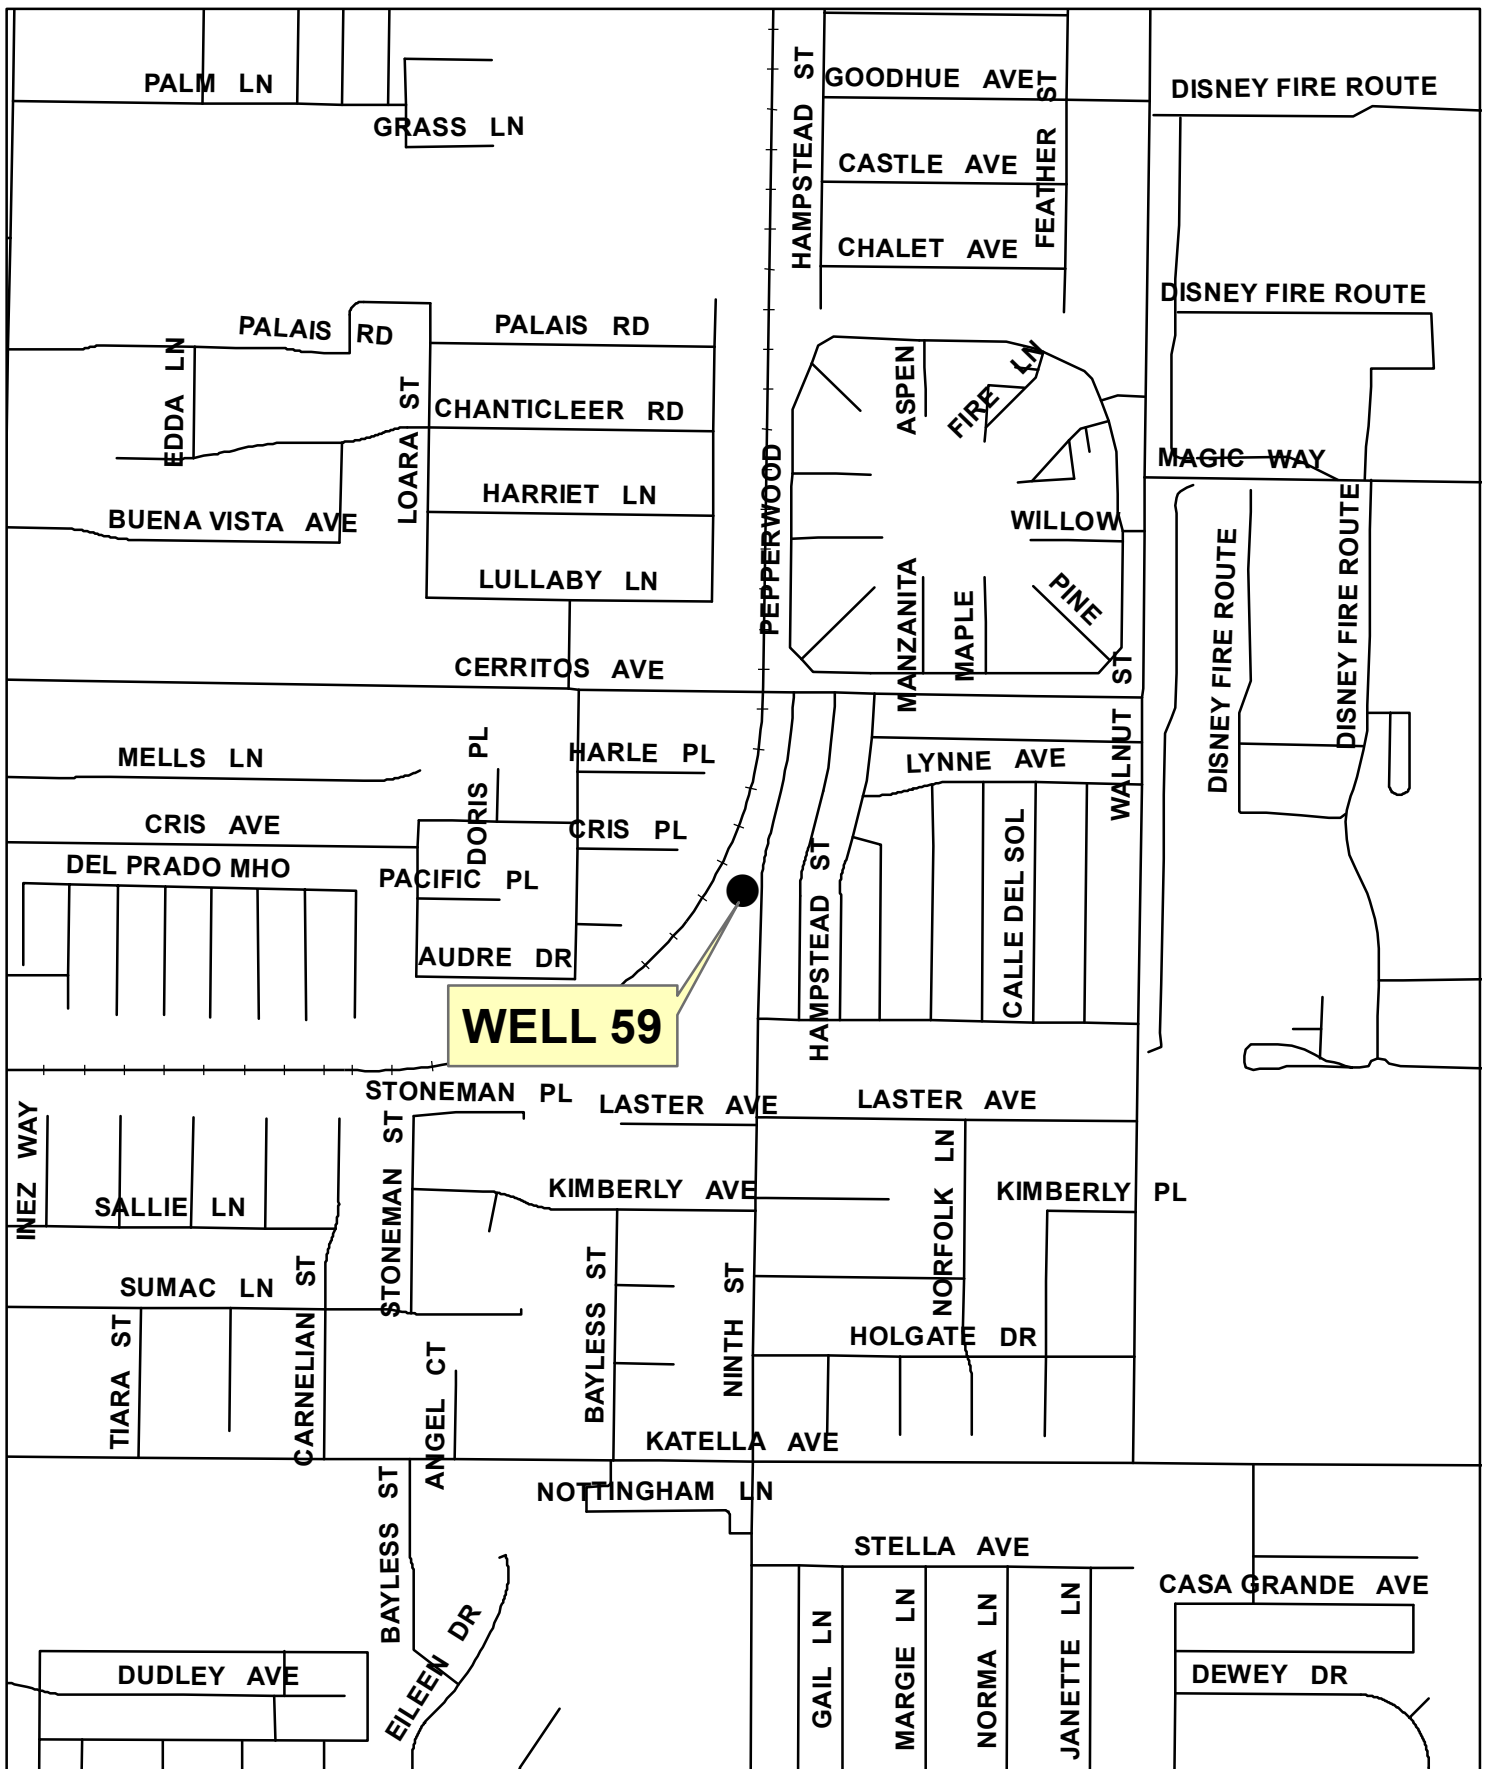 PALM LN
GRASS LN
HAMPSTEAD ST
GOODHUE AVE
FEATHER ST
CASTLE AVE
CHALET AVE
DISNEY FIRE ROUTE
DISNEY FIRE ROUTE
PALAIS RD
PALAIS RD
EDDA LN
LOARA ST
CHANTICLEER RD
HARRIET LN
BUENA VISTA AVE
LULLABY LN
PEPPERWOOD
ASPEN
FIRE LN
WILLOW
MANZANITA
MAPLE
PINE
MAGIC WAY
DISNEY FIRE ROUTE
DISNEY FIRE ROUTE
CERRITOS AVE
WALNUT ST
MELLS LN
DORIS PL
HARLE PL
LYNNE AVE
CRIS AVE
CRIS PL
DEL PRADO MHO
PACIFIC PL
HAMPSTEAD ST
CALLE DEL SOL
AUDRE DR
WELL 59
STONEMAN PL
LASTER AVE
LASTER AVE
INEZ WAY
STONEMAN ST
SALLIE LN
KIMBERLY AVE
NORFOLK LN
KIMBERLY PL
SUMAC LN
CARNELIAN ST
BAYLESS ST
NINTH ST
TIARA ST
ANGEL CT
HOLGATE DR
KATELLA AVE
BAYLESS ST
NOTTINGHAM LN
STELLA AVE
CASA GRANDE AVE
EILEEN DR
GAIL LN
MARGIE LN
NORMA LN
JANETTE LN
DUDLEY AVE
DEWEY DR